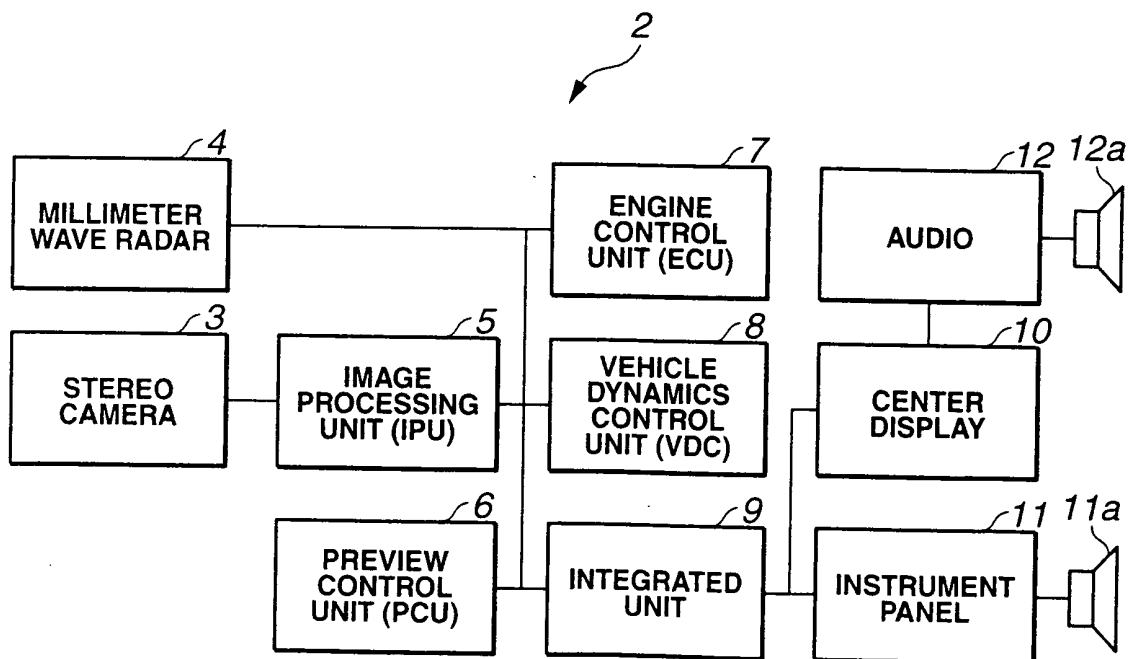 2
4
MILLIMETER
WAVE RADAR
7
ENGINE
CONTROL
UNIT (ECU)
12
AUDIO
12a
3
STEREO
CAMERA
5
IMAGE
PROCESSING
UNIT (IPU)
8
VEHICLE
DYNAMICS
CONTROL
UNIT (VDC)
10
CENTER
DISPLAY
6
PREVIEW
CONTROL
UNIT (PCU)
9
INTEGRATED
UNIT
11
INSTRUMENT
PANEL
11a